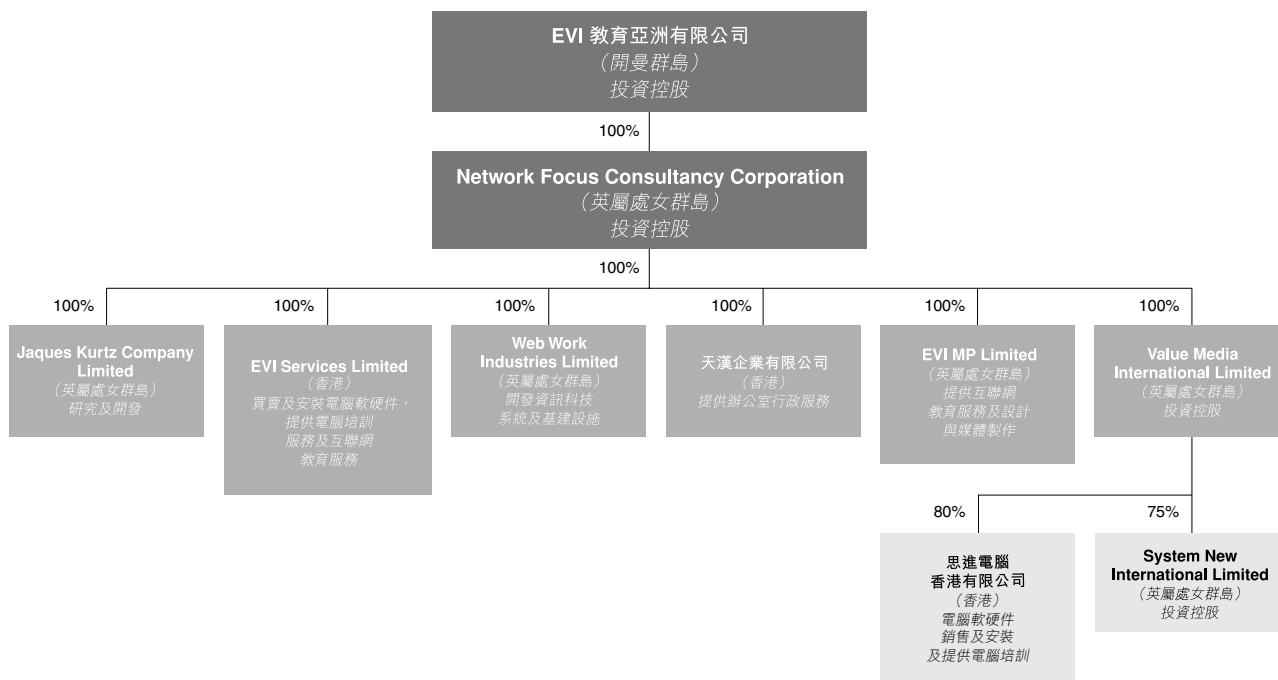 EVI 教育亞洲有限公司
（開曼群島）
投資控股
100%
Network Focus Consultancy Corporation
（英屬處女群島）
投資控股
100%
100%
100%
100%
100%
100%
100%
Jaques Kurtz Company
Limited
（英屬處女群島）
研究及開發
EVI Services Limited
（香港）
買賣及安裝電腦軟硬件，
提供電腦培訓
服務及互聯網
教育服務
Web Work
Industries Limited
（英屬處女群島）
開發資訊科技
系統及基建設施
天漢企業有限公司
（香港）
提供辦公室行政服務
EVI MP Limited
（英屬處女群島）
提供互聯網
教育服務及設計
與媒體製作
Value Media
International Limited
（英屬處女群島）
投資控股
80%
75%
思進電腦
香港有限公司
（香港）
電腦軟硬件
銷售及安裝
及提供電腦培訓
System New
International Limited
（英屬處女群島）
投資控股